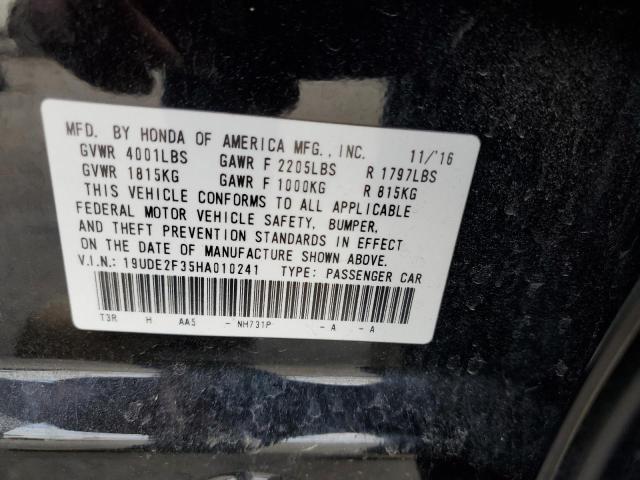 MFD. BY HONDA OF AMERICA MFG., INC. 11/'16
GVWR 4001LBS GAWR F 2205LBS R 1797LBS
GVWR 1815KG GAWR F 1000KG R 815KG
THIS VEHICLE CONFORMS TO ALL APPLICABLE
FEDERAL MOTOR VEHICLE SAFETY, BUMPER,
AND THEFT PREVENTION STANDARDS IN EFFECT
ON THE DATE OF MANUFACTURE SHOWN ABOVE.
V.I.N.: 19UDE2F35HA010241 TYPE: PASSENGER CAR
T3R H AA5 - NH731P - A - A